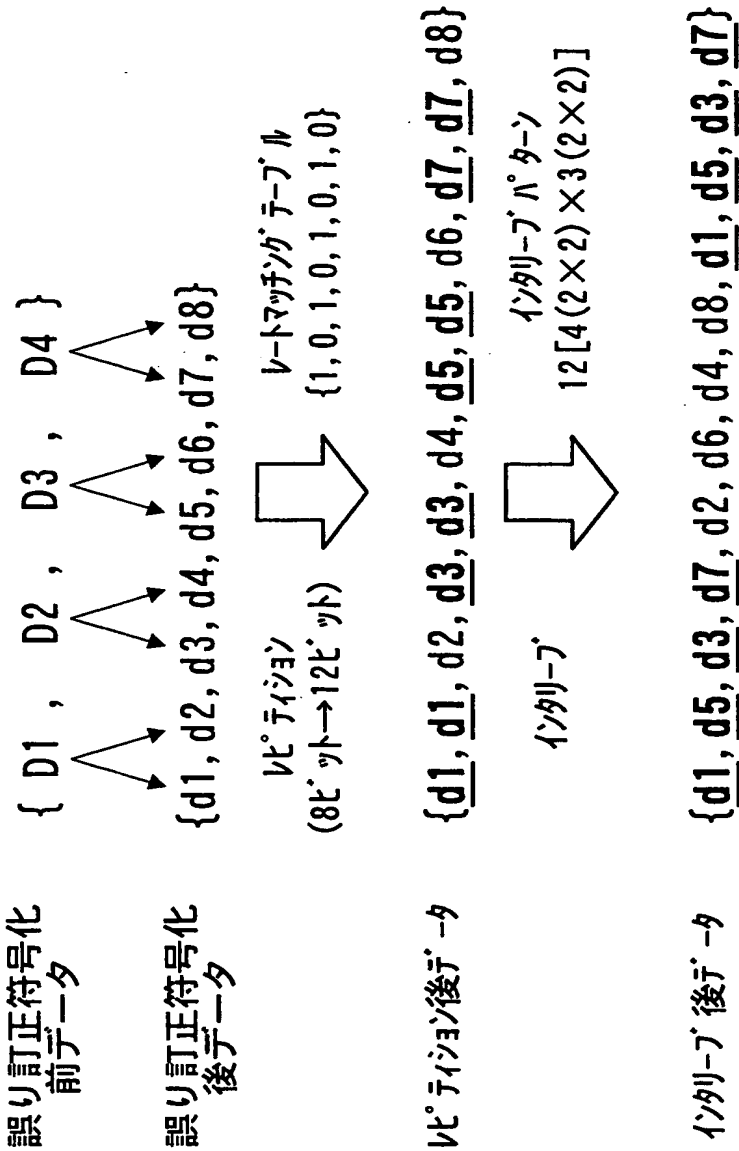 誤り訂正符号化
前データ
{ D1 , D2 , D3 , D4 }
誤り訂正符号化
後データ
{d1, d2, d3, d4, d5, d6, d7, d8}
ﾚﾋﾟﾃｨｼｮﾝ
(8ﾋﾞｯﾄ→12ﾋﾞｯﾄ)
ﾚｰﾄﾏｯﾁﾝｸﾞﾃｰﾌﾞﾙ
{1, 0, 1, 0, 1, 0, 1, 0}
ﾚﾋﾟﾃｨｼｮﾝ後ﾃﾞｰﾀ
{d1, d1, d2, d3, d3, d4, d5, d5, d6, d7, d7, d8}
ｲﾝﾀﾘｰﾌﾞ
ｲﾝﾀﾘｰﾌﾞﾊﾟﾀｰﾝ
12[4(2×2)×3(2×2)]
ｲﾝﾀﾘｰﾌﾞ後ﾃﾞｰﾀ
{d1, d5, d3, d7, d2, d6, d4, d8, d1, d5, d3, d7}